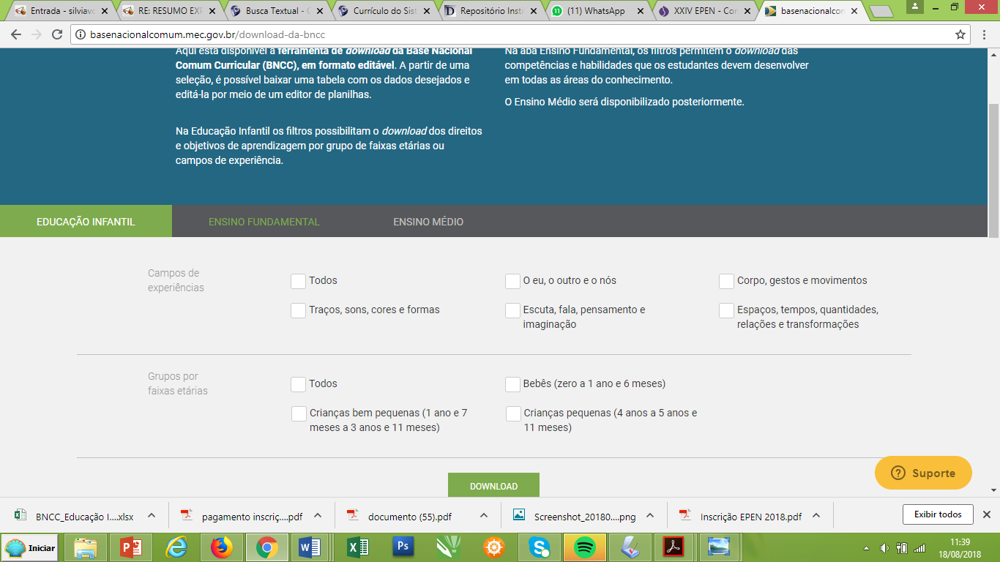 Entrada - silviavo
RE: RESUMO EXP
Busca Textual - C
Currículo do Sist
Repositório Insti
(11) WhatsApp
XXIV EPEN - Con
basenacionalcom
basenacionalcomum.mec.gov.br/download-da-bncc
Aqui está disponível a ferramenta de download da Base Nacional
Comum Curricular (BNCC), em formato editável. A partir de uma
seleção, é possível baixar uma tabela com os dados desejados e
editá-la por meio de um editor de planilhas.
Na Educação Infantil os filtros possibilitam o download dos direitos
e objetivos de aprendizagem por grupo de faixas etárias ou
campos de experiência.
Na aba Ensino Fundamental, os filtros permitem o download das
competências e habilidades que os estudantes devem desenvolver
em todas as áreas do conhecimento.
O Ensino Médio será disponibilizado posteriormente.
EDUCAÇÃO INFANTIL
ENSINO FUNDAMENTAL
ENSINO MÉDIO
Campos de
experiências
Todos
O eu, o outro e o nós
Corpo, gestos e movimentos
Traços, sons, cores e formas
Escuta, fala, pensamento e
imaginação
Espaços, tempos, quantidades,
relações e transformações
Grupos por
faixas etárias
Todos
Bebês (zero a 1 ano e 6 meses)
Crianças bem pequenas (1 ano e 7
meses a 3 anos e 11 meses)
Crianças pequenas (4 anos a 5 anos e
11 meses)
DOWNLOAD
Suporte
BNCC_Educação I....xlsx
pagamento inscriç....pdf
documento (55).pdf
Screenshot_20180....png
Inscrição EPEN 2018.pdf
Exibir todos
Iniciar
11:39
18/08/2018